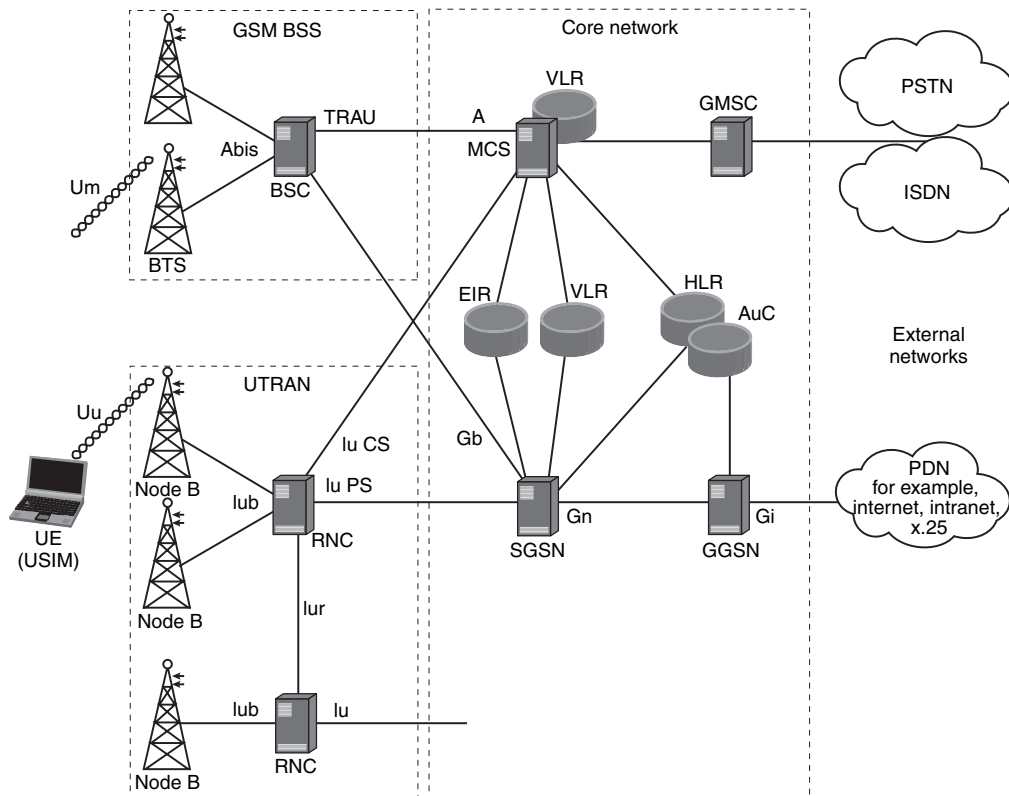 GSM BSS
Core network
VLR
GMSC
PSTN
TRAU
A
MCS
Abis
BSC
Um
ISDN
BTS
EIR
VLR
HLR
AuC
External
networks
UTRAN
Uu
Iu CS
Gb
Node B
Iub
Iu PS
RNC
SGSN
Gn
GGSN
Gi
PDN
for example,
internet, intranet,
x.25
UE
(USIM)
Node B
Iur
Iub
Iu
RNC
Node B